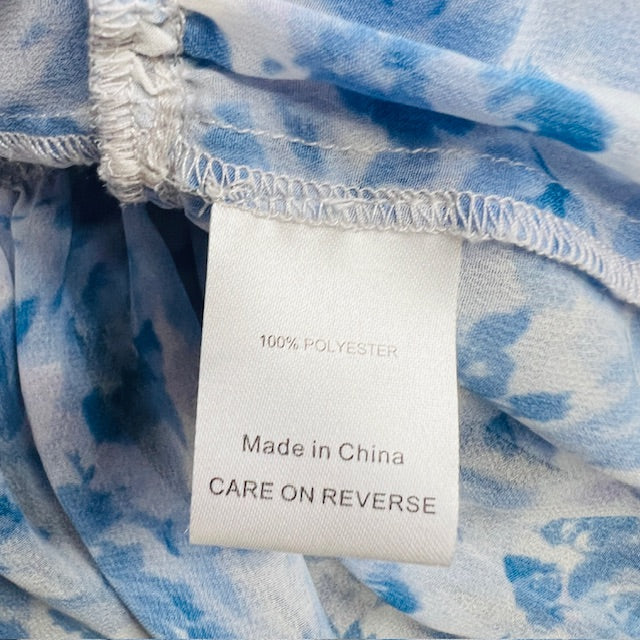 100% POLYESTER
Made in China
CARE ON REVERSE